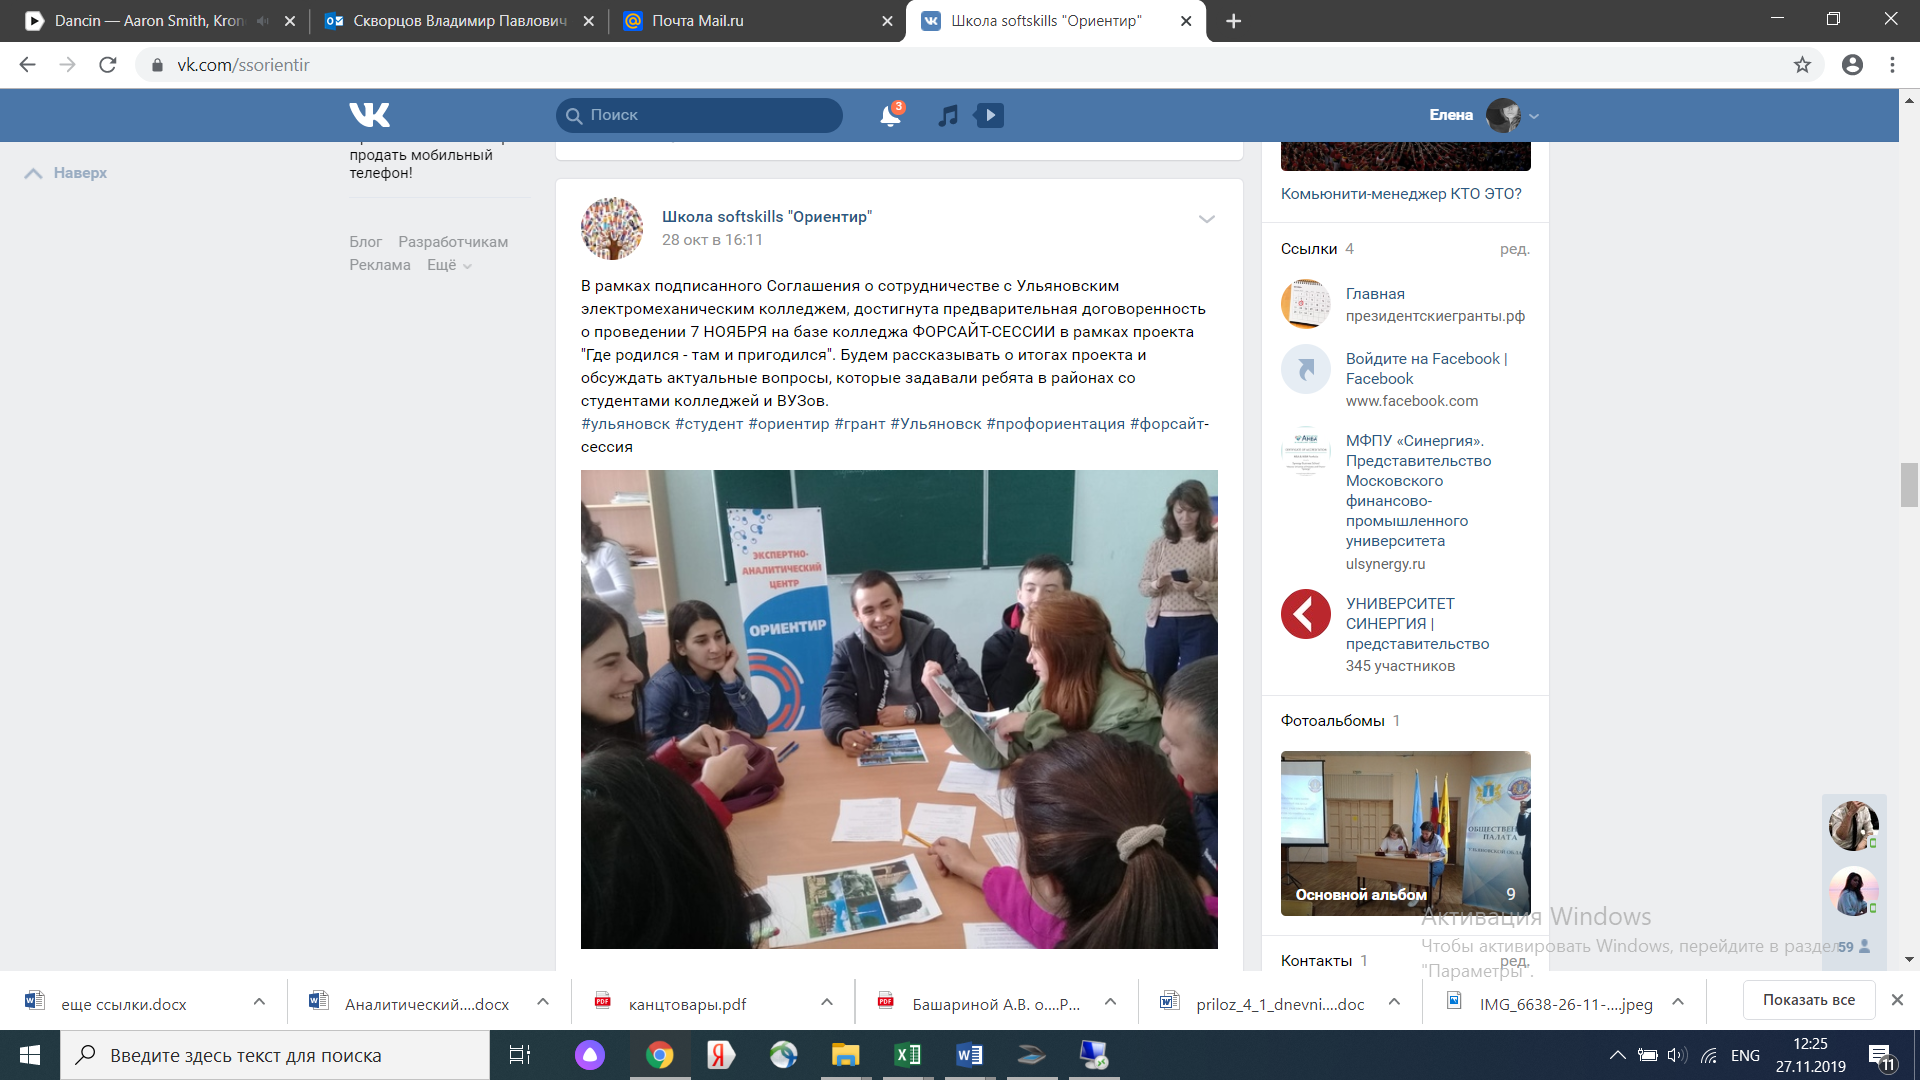 Dancin — Aaron Smith, Kron
Скворцов Владимир Павлович
Почта Mail.ru
Школа softskills "Ориентир"
vk.com/ssorientir
Поиск
3
Елена
Наверх
продать мобильный
телефон!
Блог Разработчикам
Реклама Ещё
Школа softskills "Ориентир"
28 окт в 16:11
В рамках подписанного Соглашения о сотрудничестве с Ульяновским
электромеханическим колледжем, достигнута предварительная договоренность
о проведении 7 НОЯБРЯ на базе колледжа ФОРСАЙТ-СЕССИИ в рамках проекта
"Где родился - там и пригодился". Будем рассказывать о итогах проекта и
обсуждать актуальные вопросы, которые задавали ребята в районах со
студентами колледжей и ВУЗов.
#ульяновск #студент #ориентир #грант #Ульяновск #профориентация #форсайт-
сессия
ЭКСПЕРТНО-
АНАЛИТИЧЕСКИЙ
ЦЕНТР
ОРИЕНТИР
Комьюнити-менеджер КТО ЭТО?
Ссылки 4 ред.
Главная
президентскиегранты.рф
Войдите на Facebook |
Facebook
www.facebook.com
МФПУ «Синергия».
Представительство
Московского
финансово-
промышленного
университета
ulsynergy.ru
УНИВЕРСИТЕТ
СИНЕРГИЯ |
представительство
345 участников
Фотоальбомы 1
ПАЛАТА
Основной альбом 9
Контакты 1 ред.
Активация Windows
Чтобы активировать Windows, перейдите в раздел
"Параметры".
59
еще ссылки.docx
Аналитический....docx
канцтовары.pdf
Башариной А.В. о....P...
priloz_4_1_dnevni....doc
IMG_6638-26-11-....jpeg
Показать все
Введите здесь текст для поиска
ENG
12:25
27.11.2019
11